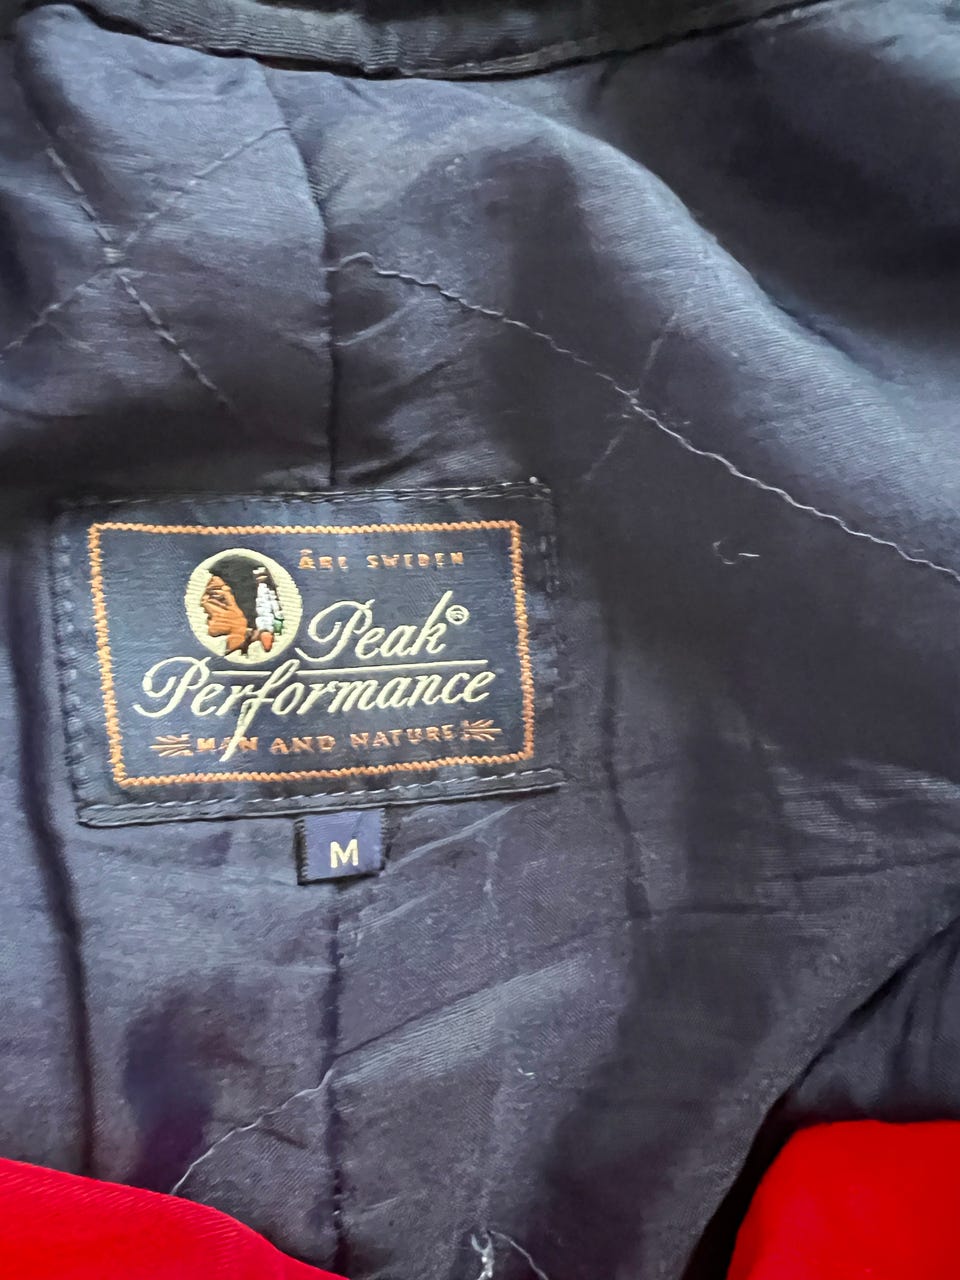 ÅRE SWEDEN
Peak®
Performance
MAN AND NATURE
M